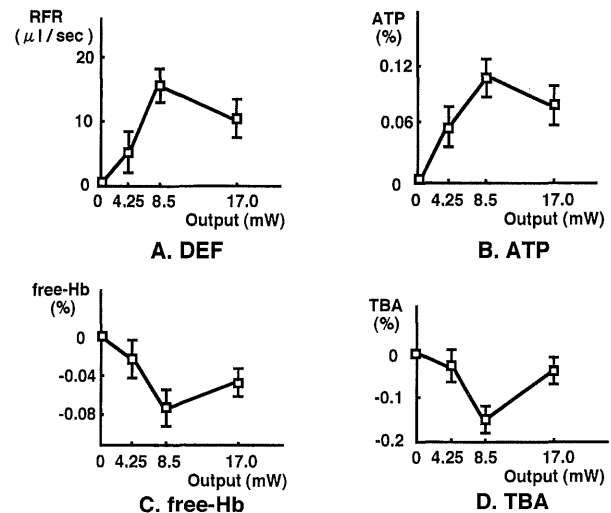 RFR
(μl/sec)
20
10
0
0 4.25 8.5 17.0
Output (mW)
A. DEF
ATP
(%)
0.12
0.06
0
0 4.25 8.5 17.0
Output (mW)
B. ATP
free-Hb
(%)
0
-0.04
-0.08
0 4.25 8.5 17.0
Output (mW)
C. free-Hb
TBA
(%)
0
-0.1
-0.2
0 4.25 8.5 17.0
Output (mW)
D. TBA